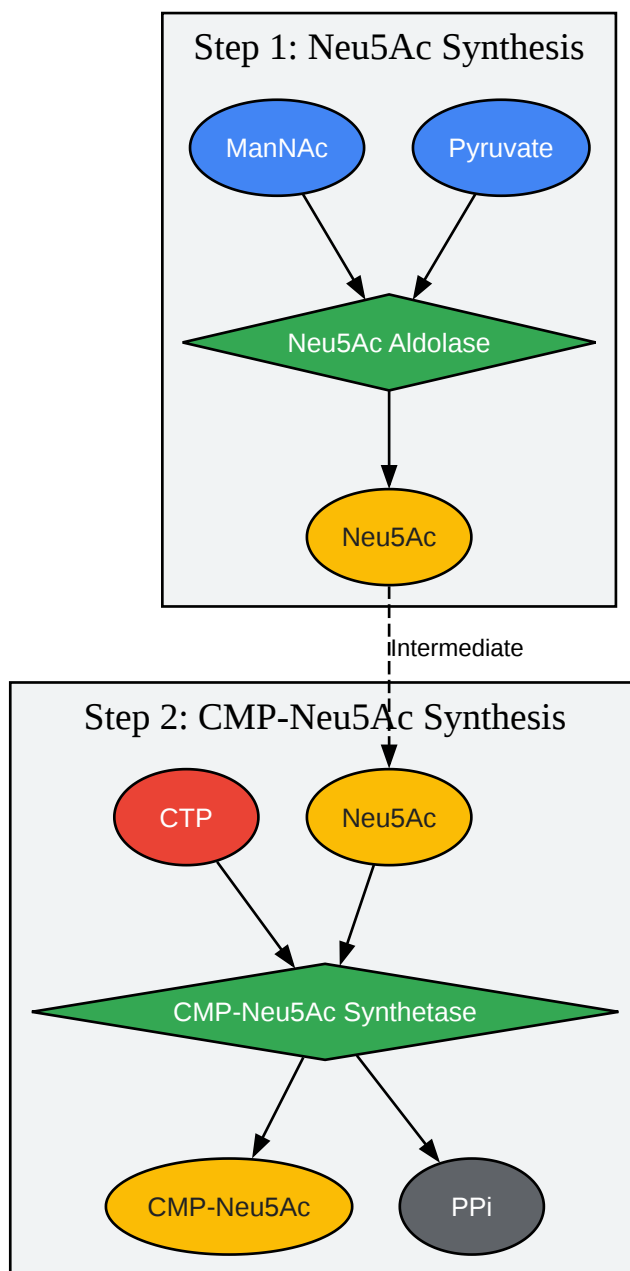 Step 1: Neu5Ac Synthesis
ManNAc
Pyruvate
Neu5Ac Aldolase
Neu5Ac
Intermediate
Step 2: CMP-Neu5Ac Synthesis
CTP
Neu5Ac
CMP-Neu5Ac Synthetase
CMP-Neu5Ac
PPi